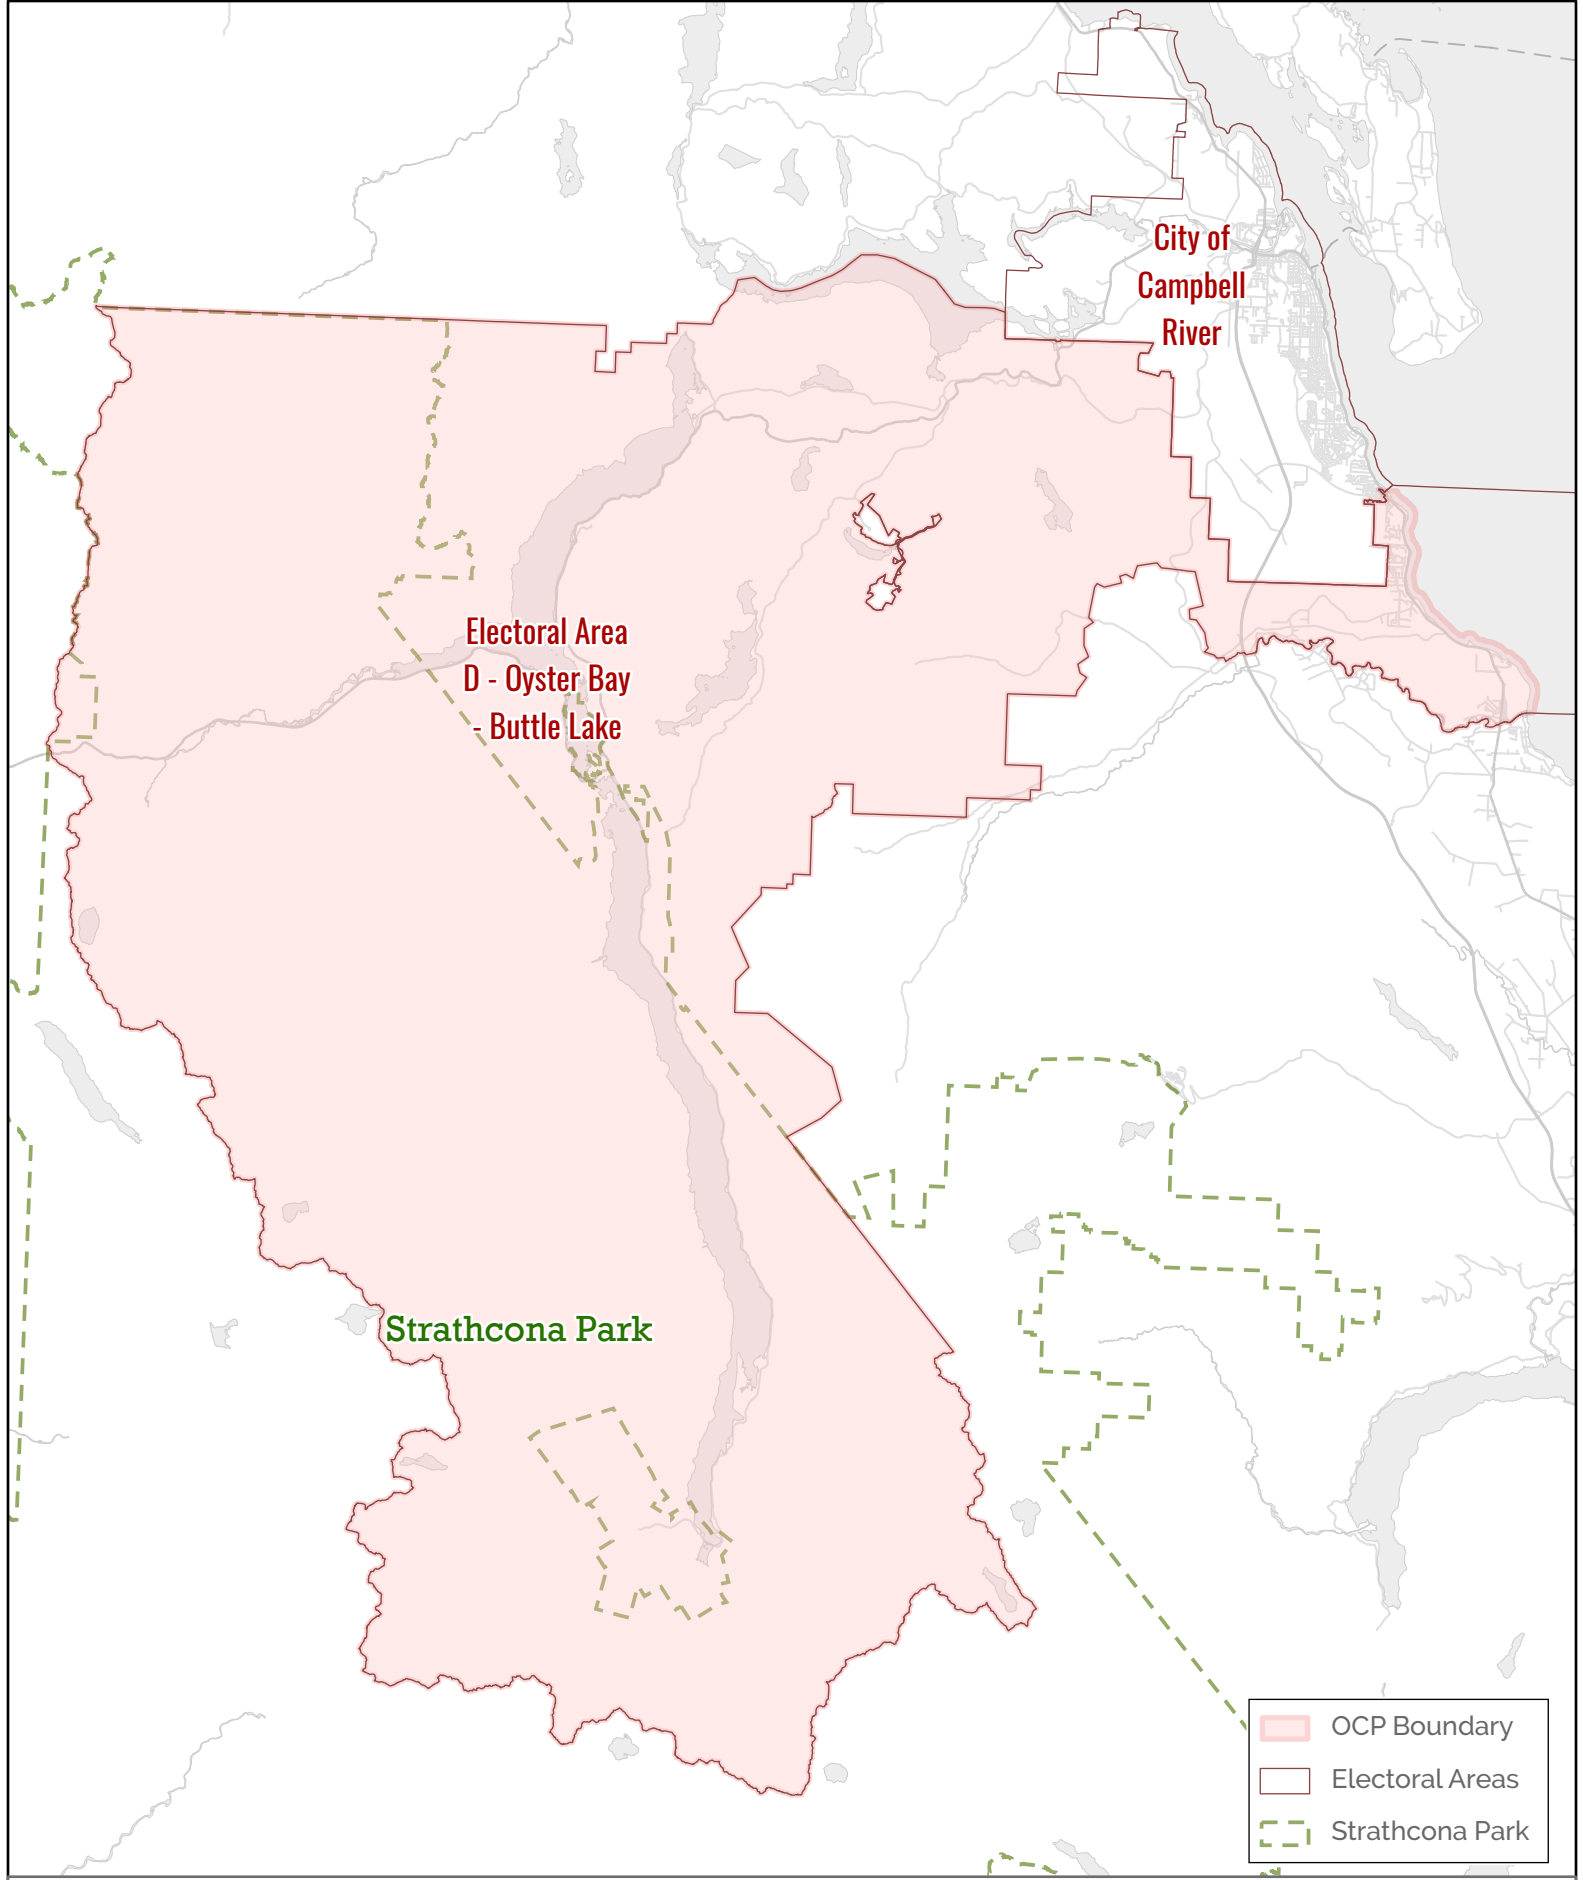 City of
Campbell
River
Electoral Area
D - Oyster Bay
- Buttle Lake
Strathcona Park
OCP Boundary
Electoral Areas
Strathcona Park